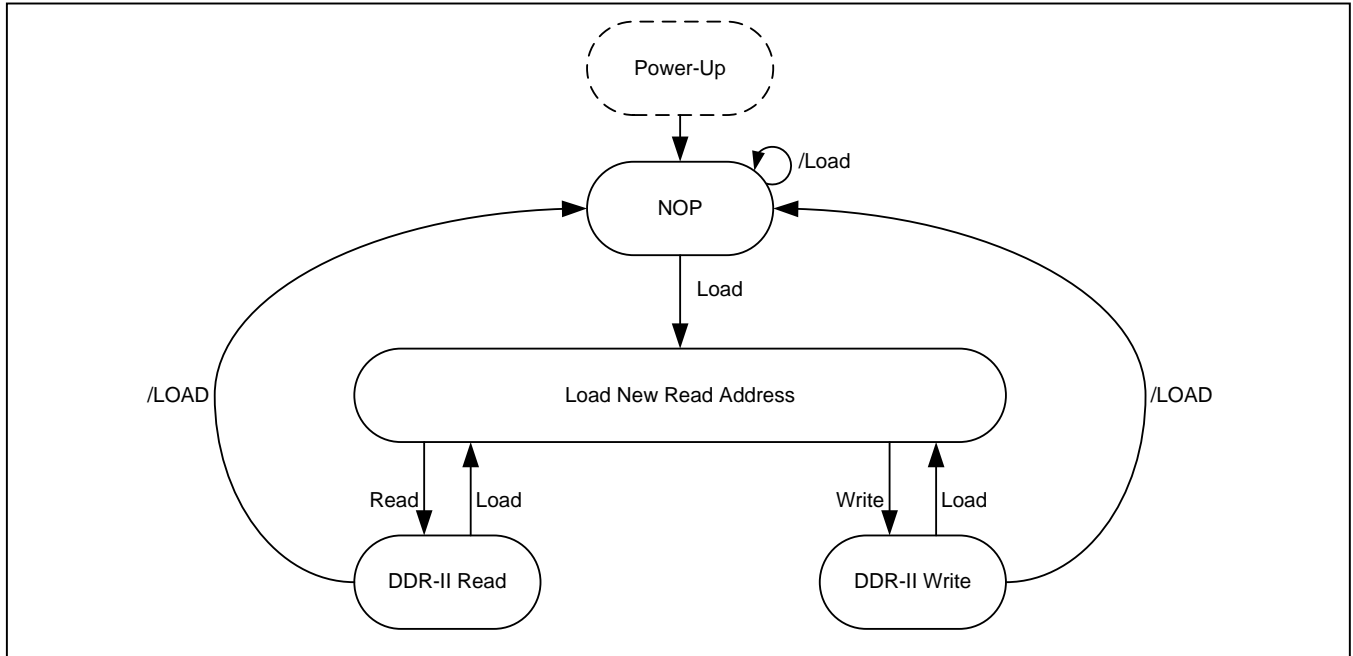 Power-Up
/Load
NOP
Load
/LOAD
Load New Read Address
/LOAD
Read
Load
Write
Load
DDR-II Read
DDR-II Write